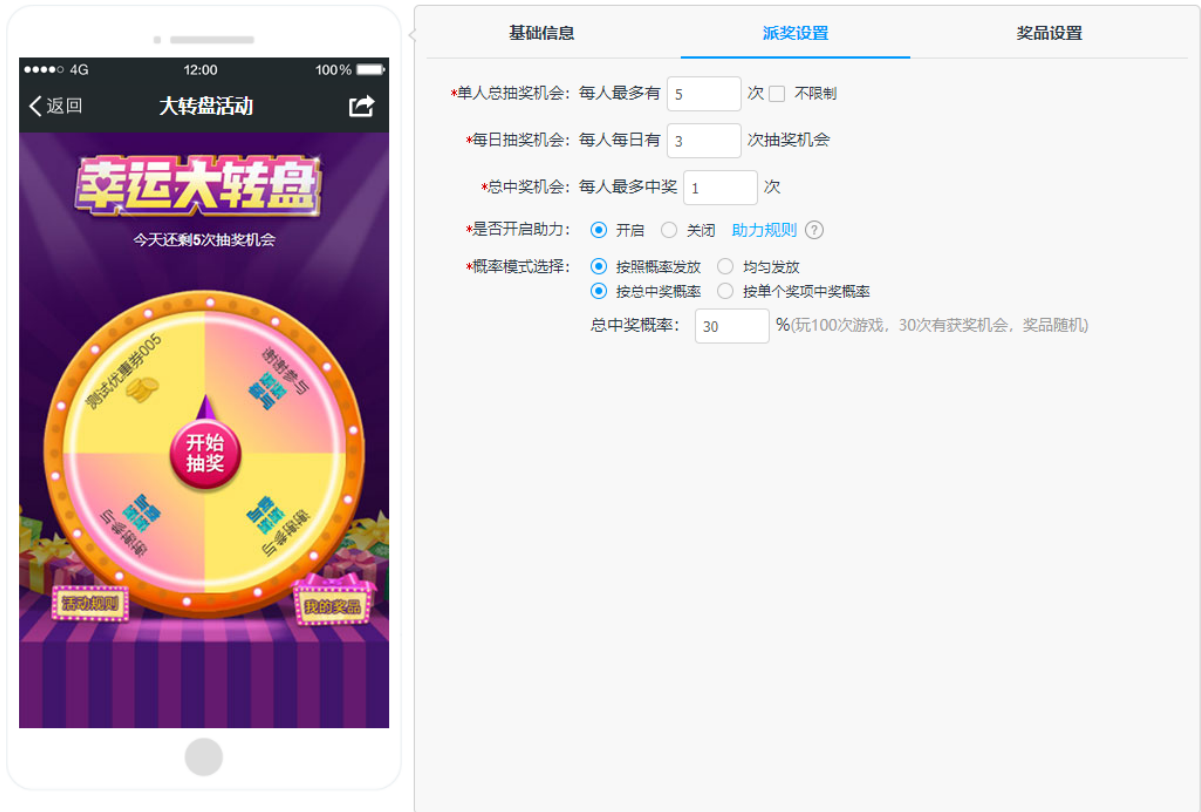 4G 12:00 100%
返回 大转盘活动
幸运大转盘
今天还剩5次抽奖机会
测试优惠券005
谢谢参与
开始
抽奖
谢谢参与
谢谢参与
活动规则
我的奖品
基础信息 派奖设置 奖品设置
*单人总抽奖机会：每人最多有 5 次 不限制
*每日抽奖机会：每人每日有 3 次抽奖机会
*总中奖机会：每人最多中奖 1 次
*是否开启助力： 开启 关闭 助力规则 ?
*概率模式选择： 按照概率发放 均匀发放
按总中奖概率 按单个奖项中奖概率
总中奖概率： 30 %(玩100次游戏，30次有获奖机会，奖品随机)